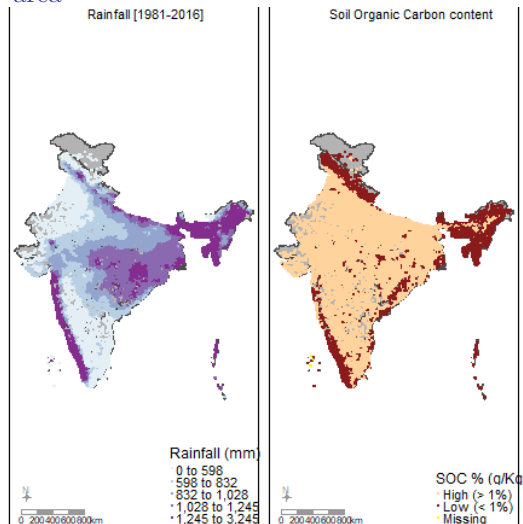 area
Rainfall [1981-2016]
Soil Organic Carbon content
Rainfall (mm)
0 to 598
598 to 832
832 to 1,028
1,028 to 1,245
1,245 to 3,245
N
0 200400600800km
SOC % (g/Kg
High (> 1%)
Low (< 1%)
Missing
N
0 200400600800km